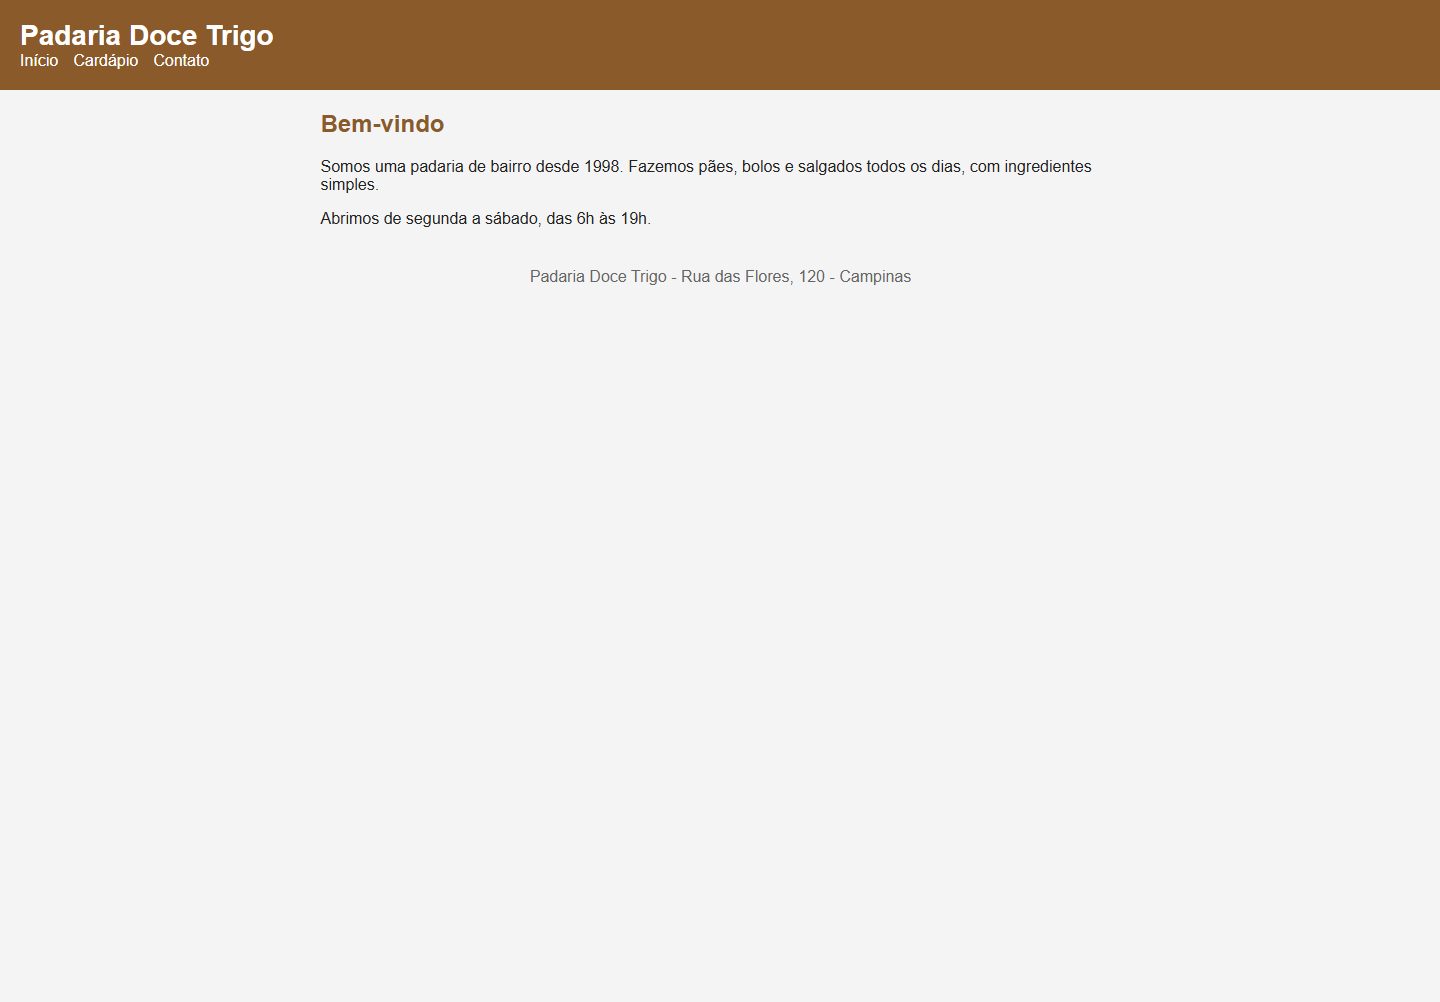 Padaria Doce Trigo
Início Cardápio Contato
Bem-vindo
Somos uma padaria de bairro desde 1998. Fazemos pães, bolos e salgados todos os dias, com ingredientes
simples.
Abrimos de segunda a sábado, das 6h às 19h.
Padaria Doce Trigo - Rua das Flores, 120 - Campinas